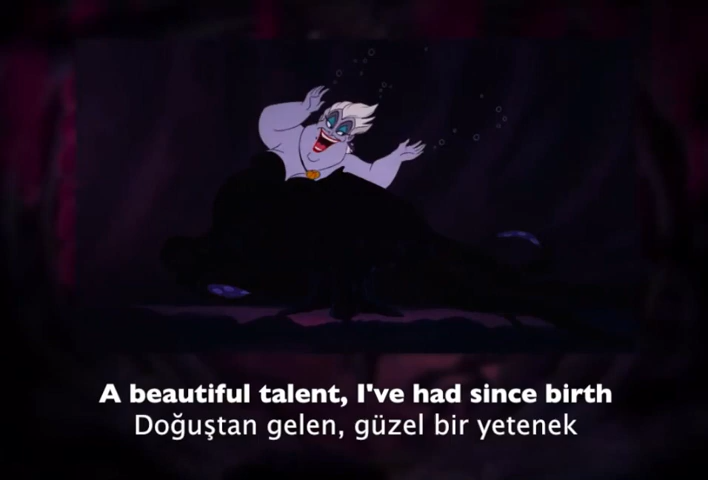 A beautiful talent, I've had since birth
Doğuştan gelen, güzel bir yetenek